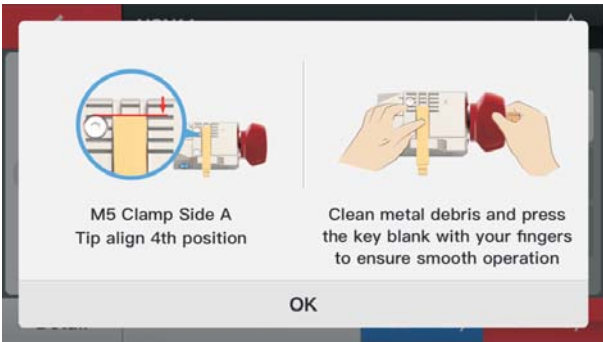 M5 Clamp Side A
Tip align 4th position
Clean metal debris and press
the key blank with your fingers
to ensure smooth operation
OK